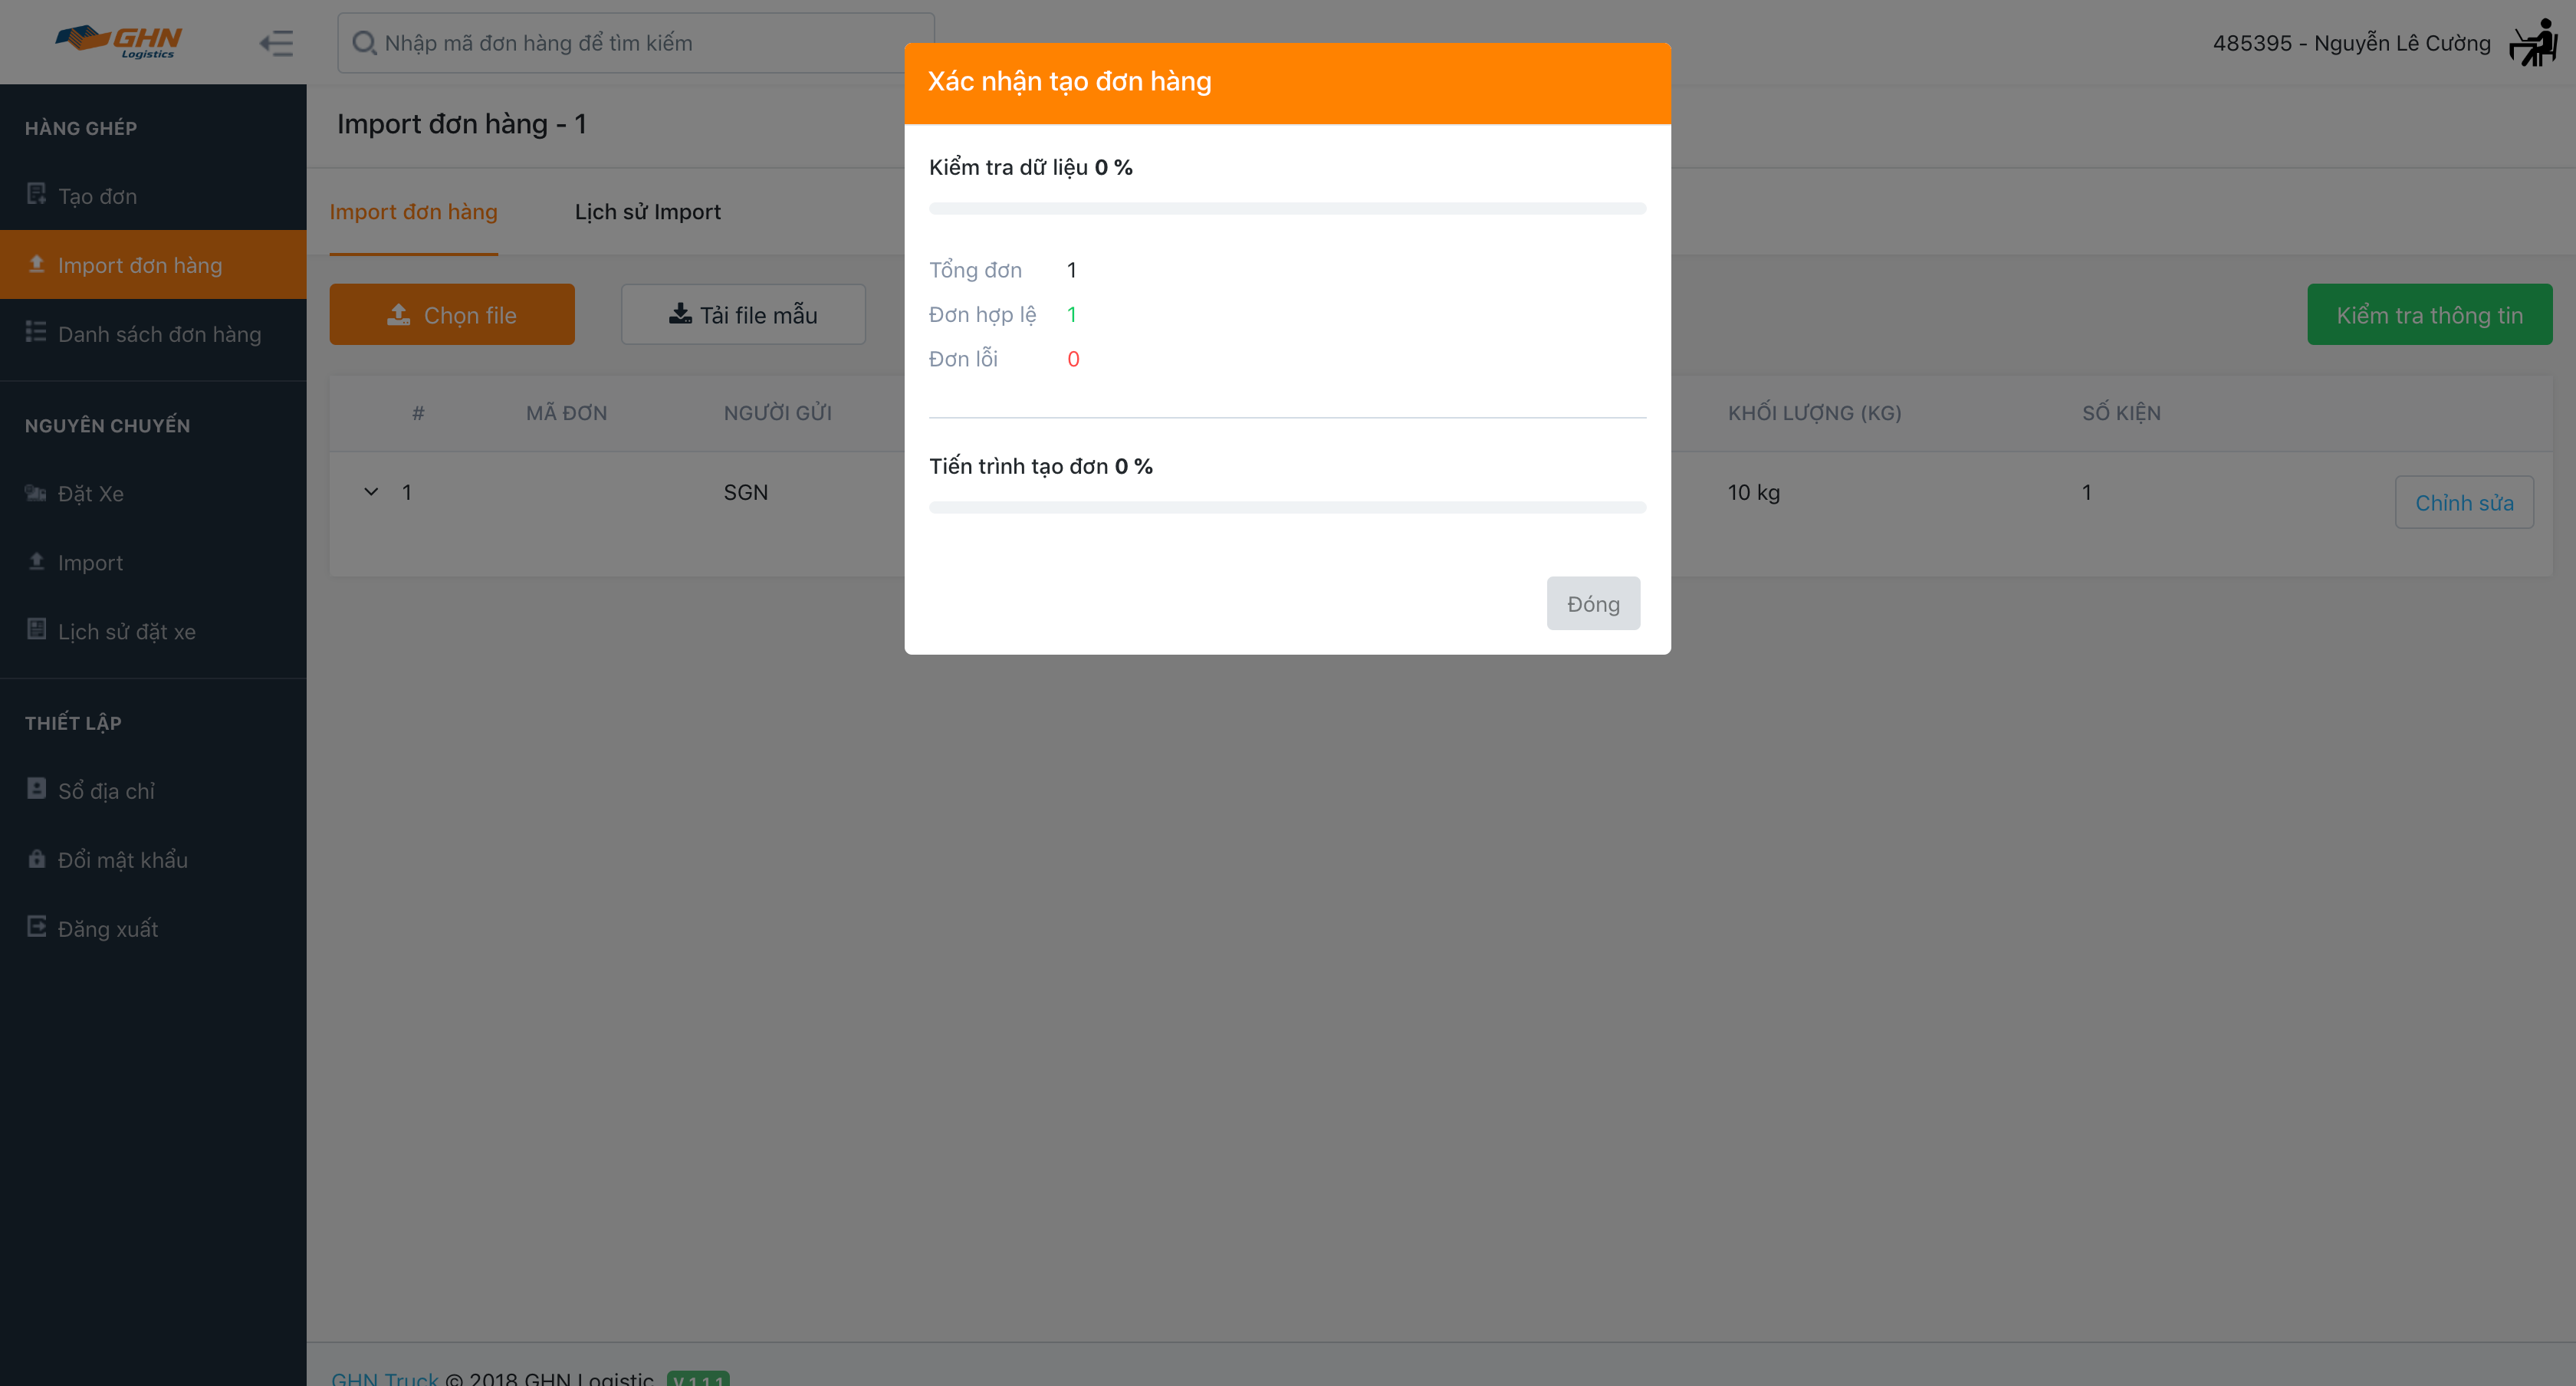 GHN
Logistics
Nhập mã đơn hàng để tìm kiếm
485395 - Nguyễn Lê Cường
HÀNG GHÉP
Tạo đơn
Import đơn hàng
Danh sách đơn hàng
NGUYÊN CHUYẾN
Đặt Xe
Import
Lịch sử đặt xe
THIẾT LẬP
Sổ địa chỉ
Đổi mật khẩu
Đăng xuất
Import đơn hàng - 1
Import đơn hàng Lịch sử Import
Chọn file Tải file mẫu Kiểm tra thông tin
# MÃ ĐƠN NGƯỜI GỬI KHỐI LƯỢNG (KG) SỐ KIỆN
1 SGN 10 kg 1 Chỉnh sửa
Xác nhận tạo đơn hàng
Kiểm tra dữ liệu 0 %
Tổng đơn 1
Đơn hợp lệ 1
Đơn lỗi 0
Tiến trình tạo đơn 0 %
Đóng
GHN Truck © 2018 GHN Logistic V 1.1.1